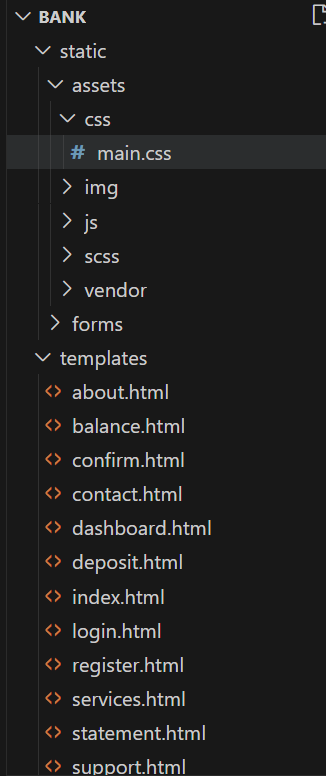 BANK
static
assets
css
# main.css
img
js
scss
vendor
forms
templates
<> about.html
<> balance.html
<> confirm.html
<> contact.html
<> dashboard.html
<> deposit.html
<> index.html
<> login.html
<> register.html
<> services.html
<> statement.html
<> support.html